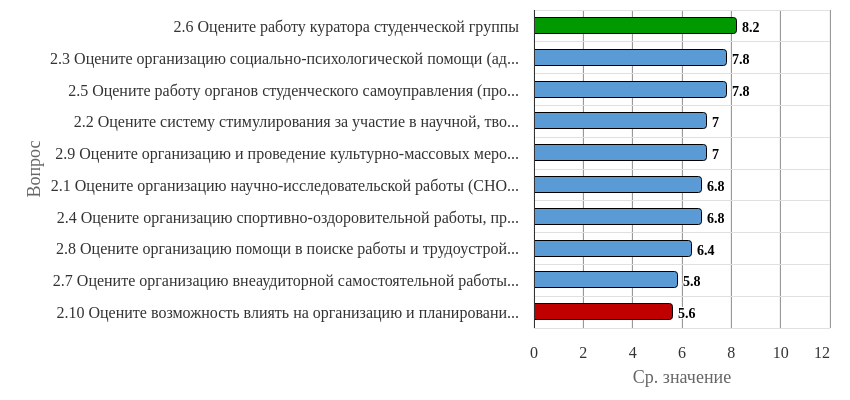 2.6 Оцените работу куратора студенческой группы
8.2
2.3 Оцените организацию социально-психологической помощи (ад...
7.8
2.5 Оцените работу органов студенческого самоуправления (про...
7.8
2.2 Оцените систему стимулирования за участие в научной, тво...
7
2.9 Оцените организацию и проведение культурно-массовых меро...
7
2.1 Оцените организацию научно-исследовательской работы (СНО...
6.8
2.4 Оцените организацию спортивно-оздоровительной работы, пр...
6.8
2.8 Оцените организацию помощи в поиске работы и трудоустрой...
6.4
2.7 Оцените организацию внеаудиторной самостоятельной работы...
5.8
2.10 Оцените возможность влиять на организацию и планировани...
5.6
Вопрос
0 2 4 6 8 10 12
Ср. значение